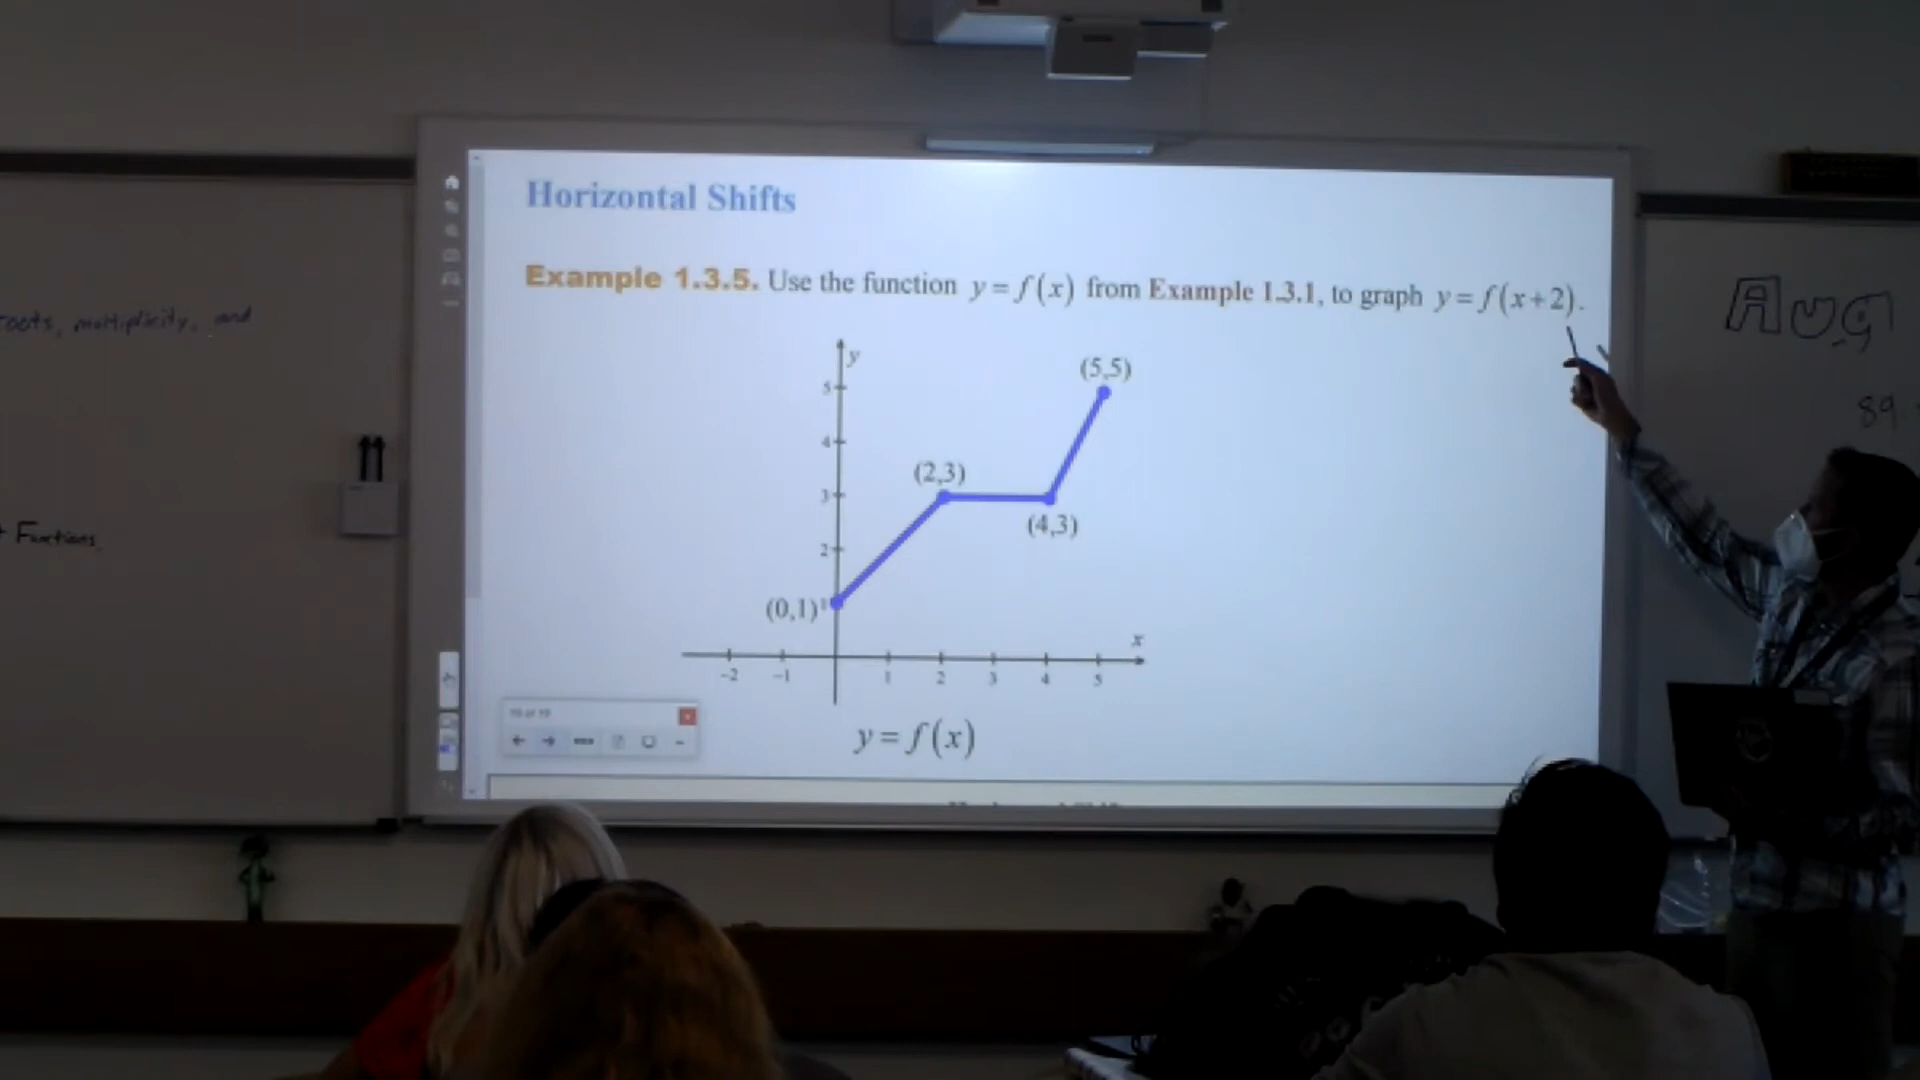 Horizontal Shifts
Example 1.3.5. Use the function y = f(x) from Example 1.3.1, to graph y = f(x+2).
roots, multiplicity, and
Functions.
Aug
89
y
5
4
3
2
1
(5,5)
(2,3)
(4,3)
(0,1)
x
-2 -1 1 2 3 4 5
y = f(x)